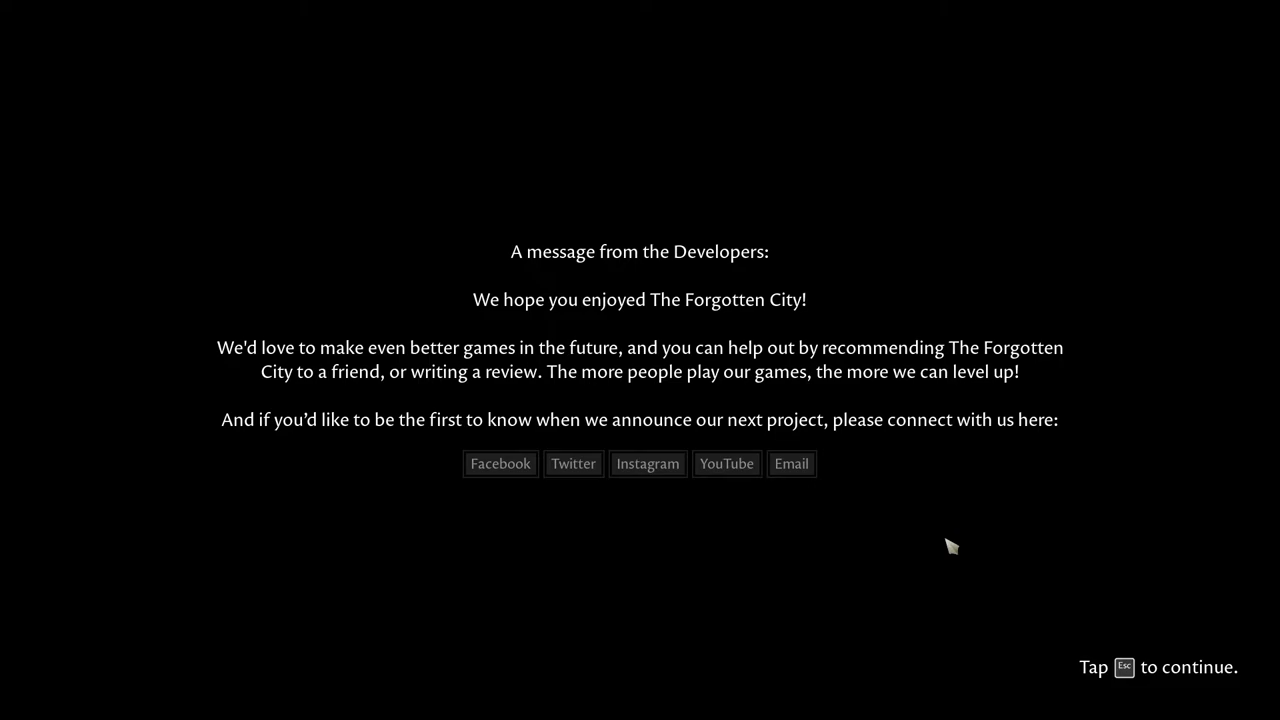 A message from the Developers:
We hope you enjoyed The Forgotten City!
We'd love to make even better games in the future, and you can help out by recommending The Forgotten
City to a friend, or writing a review. The more people play our games, the more we can level up!
And if you’d like to be the first to know when we announce our next project, please connect with us here:
Facebook Twitter Instagram YouTube Email
Tap Esc to continue.